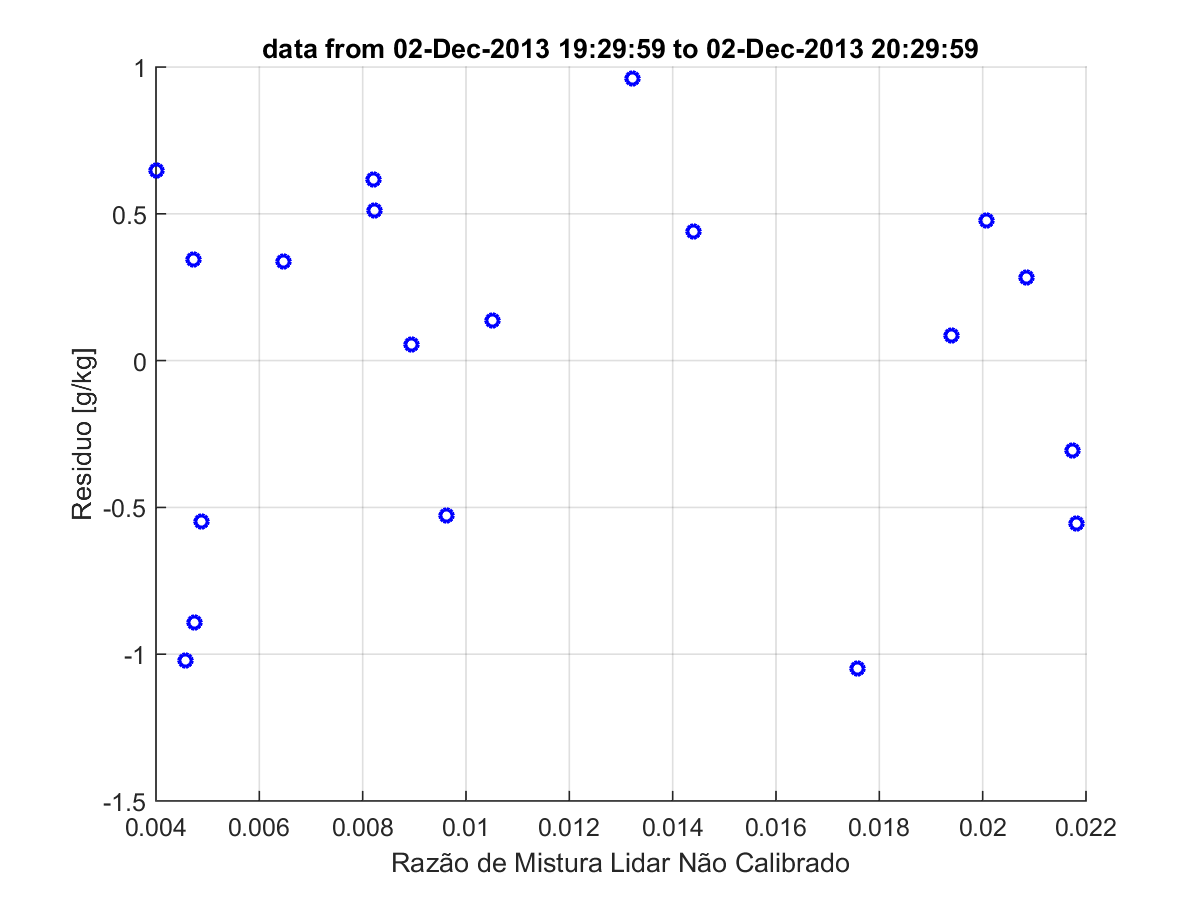 data from 02-Dec-2013 19:29:59 to 02-Dec-2013 20:29:59
1
0.5
0
-0.5
-1
-1.5
Residuo [g/kg]
0.004 0.006 0.008 0.01 0.012 0.014 0.016 0.018 0.02 0.022
Razão de Mistura Lidar Não Calibrado